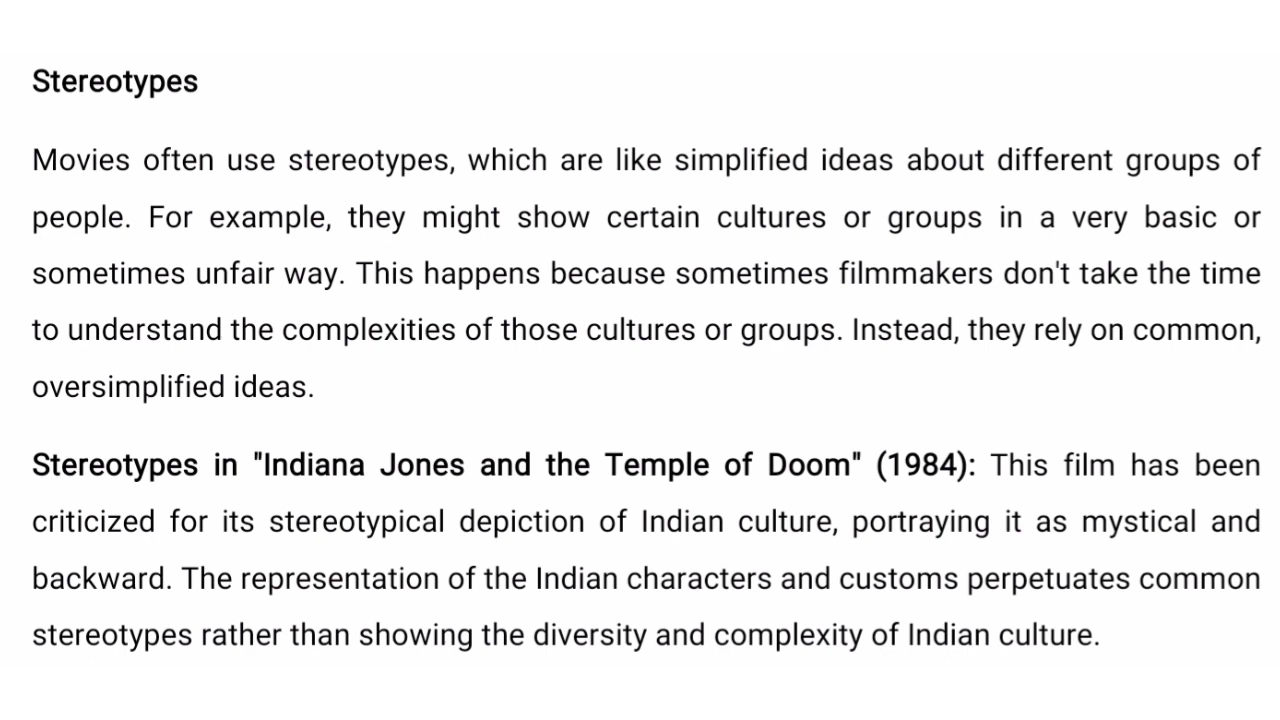 Stereotypes
Movies often use stereotypes, which are like simplified ideas about different groups of
people. For example, they might show certain cultures or groups in a very basic or
sometimes unfair way. This happens because sometimes filmmakers don't take the time
to understand the complexities of those cultures or groups. Instead, they rely on common,
oversimplified ideas.
Stereotypes in "Indiana Jones and the Temple of Doom" (1984): This film has been
criticized for its stereotypical depiction of Indian culture, portraying it as mystical and
backward. The representation of the Indian characters and customs perpetuates common
stereotypes rather than showing the diversity and complexity of Indian culture.